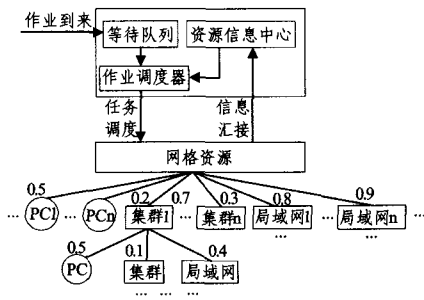 作业到来
等待队列 资源信息中心
作业调度器
任务 信息
调度 汇接
网格资源
0.5 0.2 0.7 0.3 0.8 0.9
… PC1 … PCn 集群1 … 集群n 局域网1 … 局域网n …
… …
0.5 0.1 0.4
PC 集群 局域网
… … …